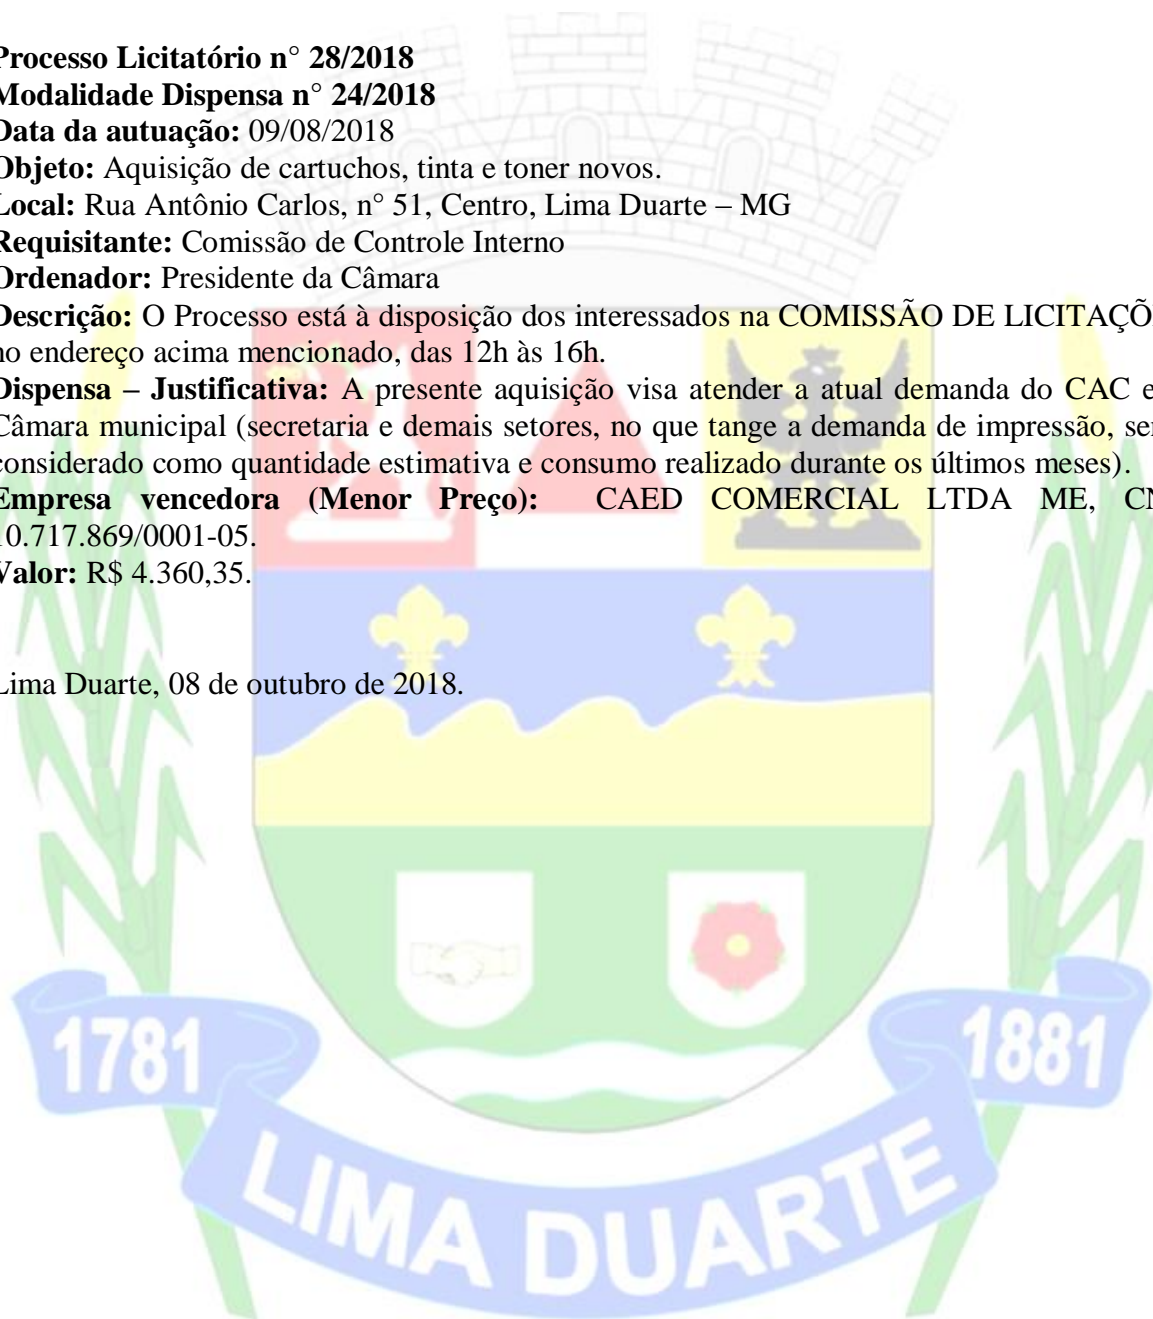 Processo Licitatório n° 28/2018
Modalidade Dispensa n° 24/2018
Data da autuação: 09/08/2018
Objeto: Aquisição de cartuchos, tinta e toner novos.
Local: Rua Antônio Carlos, n° 51, Centro, Lima Duarte – MG
Requisitante: Comissão de Controle Interno
Ordenador: Presidente da Câmara
Descrição: O Processo está à disposição dos interessados na COMISSÃO DE LICITAÇÕ
no endereço acima mencionado, das 12h às 16h.
Dispensa – Justificativa: A presente aquisição visa atender a atual demanda do CAC e
Câmara municipal (secretaria e demais setores, no que tange a demanda de impressão, sen
considerado como quantidade estimativa e consumo realizado durante os últimos meses).
Empresa vencedora (Menor Preço): CAED COMERCIAL LTDA ME, CN
10.717.869/0001-05.
Valor: R$ 4.360,35.
Lima Duarte, 08 de outubro de 2018.
1781
1881
LIMA DUARTE